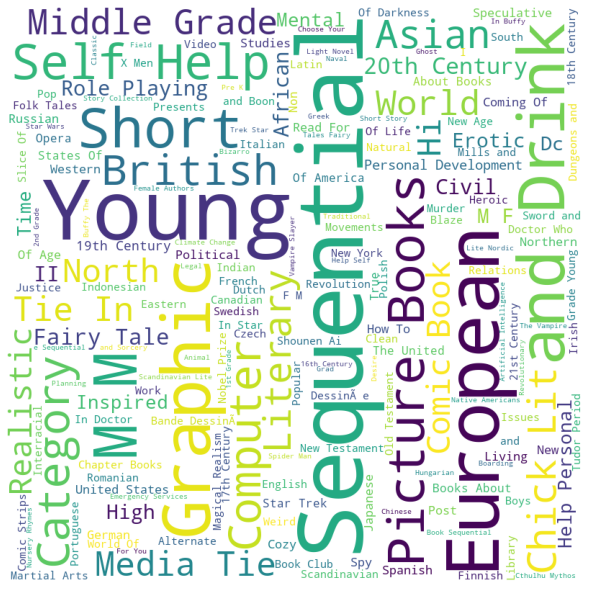 Middle Grade
Mental
Asian
Of Darkness
Speculative
In Buffy
Choose Your
Classic
Field
Self Help
X Men
Video
Studies
Light Novel
Naval
Ghost
South
18th Century
20th Century
Latin
Pop
Story Collection
Pre K
Role Playing
African
About Books
Folk Tales
Presents
and Boon
Non
Greek
Short Story
World
Coming Of
Russian
Star Wars
Opera
Bizarro
Trek Star
Tales Fairy
Read For
Of Life
New Age
Short
Hi
Erotic
Dc
Drink
Dungeons and
Slice Of
States Of
Italian
Natural
Mills and
Western
Female Authors
Of America
Personal Development
British
Time
2nd Grade
Buffy The
Young
Sequential
Traditional
Civil
Murder
Heroic
Blaze
M F
Sword and
Doctor Who
19th Century
Climate Change
Vampire Slayer
Movements
Northern
Of Age
Political
Legal
New York
Help Self
Lite Nordic
II
North
Indian
True
Polish
Relations
Justice
Indonesian
French
Dutch
Revolution
Books
European
and
The Vampire
Irish
Grade Young
Eastern
Canadian
F M
Tie In
Swedish
Graphic
Literary
Comic Book
21st Century
Artificial Intelligence
Fairy Tale
In Star
Czech
Shounen Ai
How To
Clean
e Sequential
and Sorcery
Animal
1st Grade
Nobel Prize
16th Century
Grad
The United
Realistic
Category
M M
Computer
Planning
Scandinavian Lite
Popular
Desires
Revolutionary
Native Americans
Interracial
Inspired
Work
Bande DessinÃ
DessinÃ e
Old Testament
Picture
Chick Lit
Issues
Tudor Period
In Doctor
Magical Realism
17th Century
New Testament
and
Living
New
Chapter Books
Spider Men
Hungarian
Boarding
Help Personal
Romanian
English
Japanese
Books About
Boys
Comic Strips
Nursery Rhymes
Portuguese
United States
Emergency Services
High
Star Trek
Post
Chinese
Book Sequential
Library
German
World Of
Weird
Alternate
Cozy
Spy
Martial Arts
For You
Media Tie
Book Club
Scandinavian
Spanish
Finnish
Cthulhu Mythos